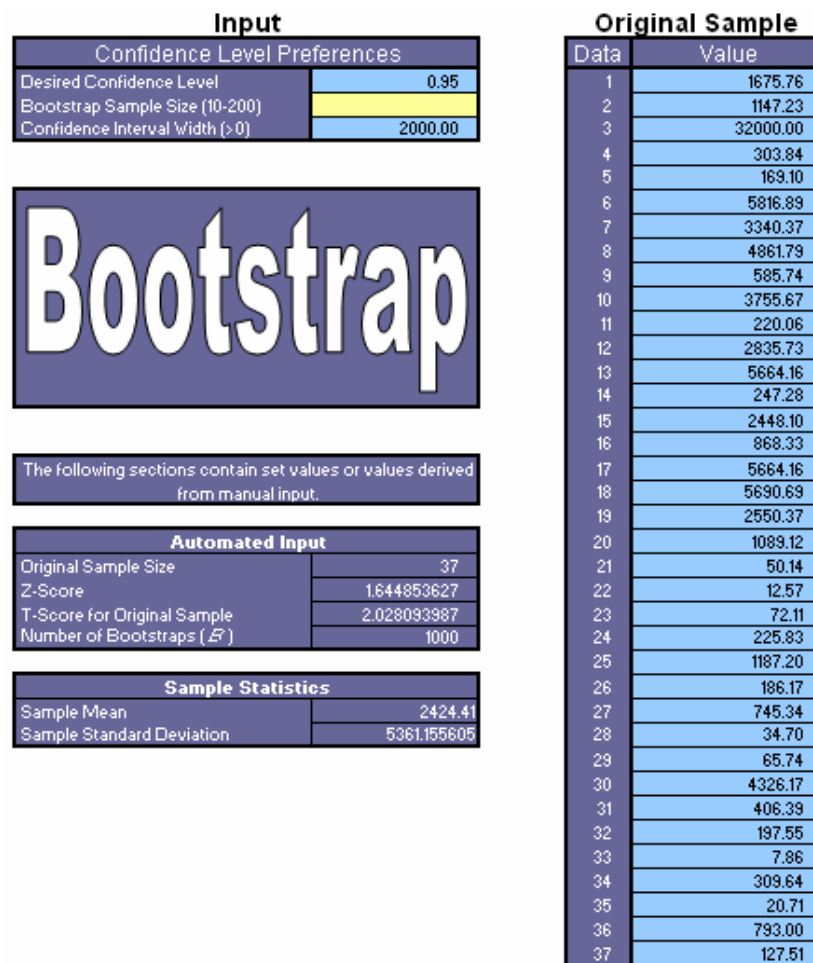 Input
Confidence Level Preferences
Desired Confidence Level 0.95
Bootstrap Sample Size (10-200)
Confidence Interval Width (>0) 2000.00
Bootstrap
The following sections contain set values or values derived
from manual input.
Automated Input
Original Sample Size 37
Z-Score 1.644853627
T-Score for Original Sample 2.028093987
Number of Bootstraps (B) 1000
Sample Statistics
Sample Mean 2424.41
Sample Standard Deviation 5361.155605
Original Sample
Data Value
1 1675.76
2 1147.23
3 32000.00
4 303.84
5 169.10
6 5816.89
7 3340.37
8 4861.79
9 585.74
10 3755.67
11 220.06
12 2835.73
13 5664.16
14 247.28
15 2448.10
16 868.33
17 5664.16
18 5690.69
19 2550.37
20 1089.12
21 50.14
22 12.57
23 72.11
24 225.83
25 1187.20
26 186.17
27 745.34
28 34.70
29 65.74
30 4326.17
31 406.39
32 197.55
33 7.86
34 309.64
35 20.71
36 793.00
37 127.51